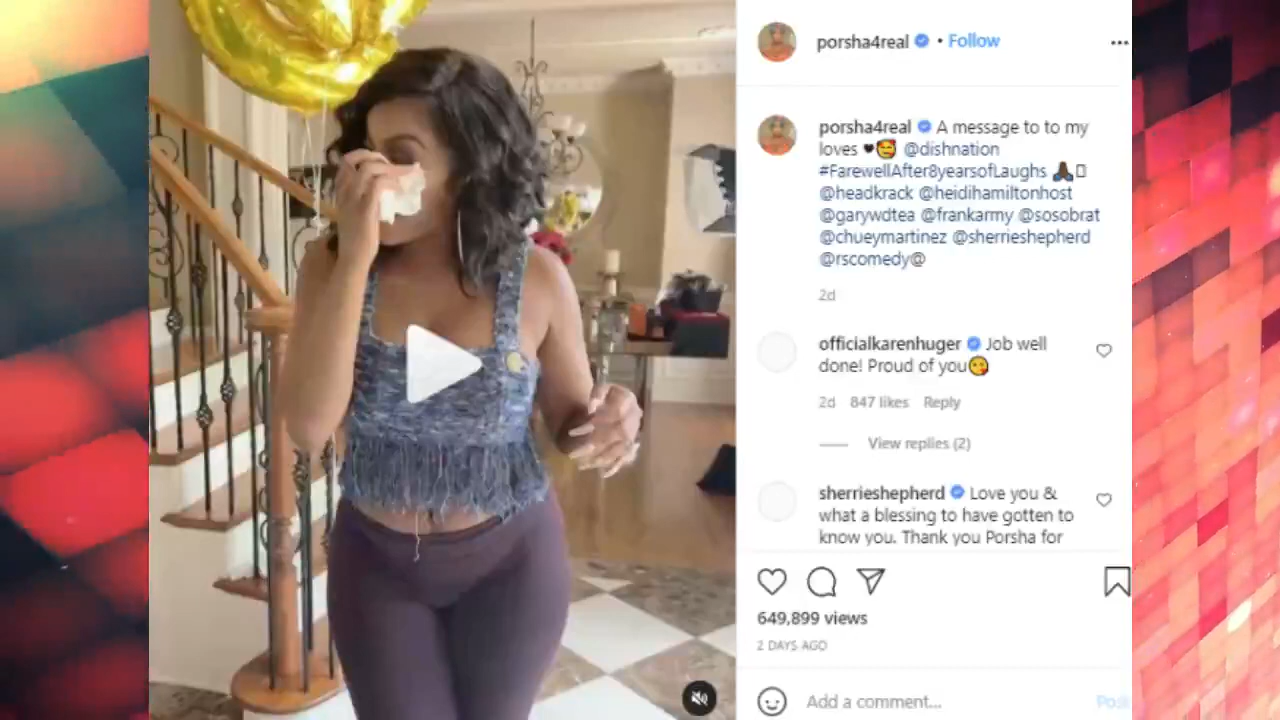 porsha4real • Follow
porsha4real A message to to my
loves 🖤🥰 @dishnation
#FarewellAfter8yearsofLaughs 🙏🏾
@headkrack @heidihamiltonhost
@garywdtea @frankarmy @sosobrat
@chueymartinez @sherrieshepherd
@rscomedy@
2d
officialkarenhuger Job well
done! Proud of you😘
2d 847 likes Reply
View replies (2)
sherrieshepherd Love you &
what a blessing to have gotten to
know you. Thank you Porsha for
649,899 views
2 DAYS AGO
Add a comment...
Post